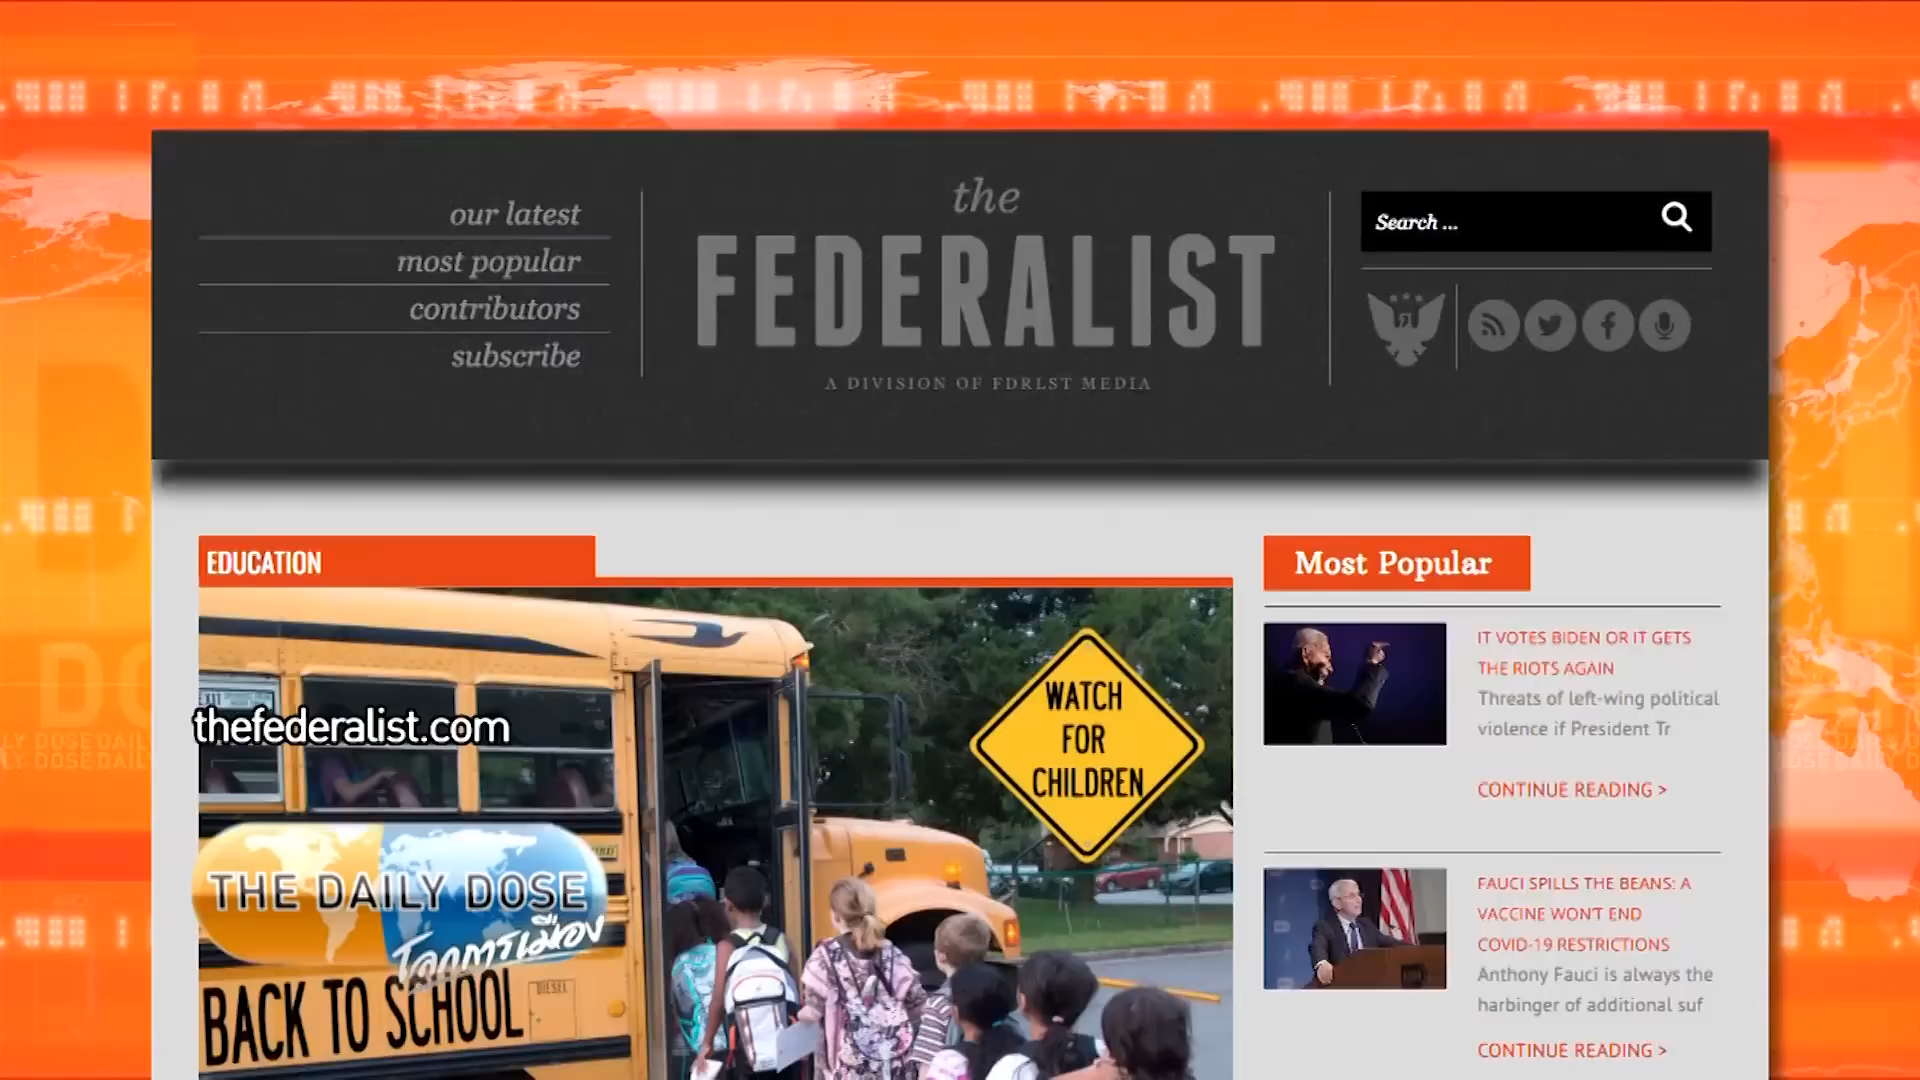 our latest
most popular
contributors
subscribe
the
FEDERALIST
A DIVISION OF FDRLST MEDIA
Search ...
EDUCATION
WATCH
FOR
CHILDREN
thefederalist.com
THE DAILY DOSE
โลกการเมือง
BACK TO SCHOOL
DIESEL
Most Popular
IT VOTES BIDEN OR IT GETS
THE RIOTS AGAIN
Threats of left-wing political
violence if President Tr
CONTINUE READING >
FAUCI SPILLS THE BEANS: A
VACCINE WON'T END
COVID-19 RESTRICTIONS
Anthony Fauci is always the
harbinger of additional suf
CONTINUE READING >